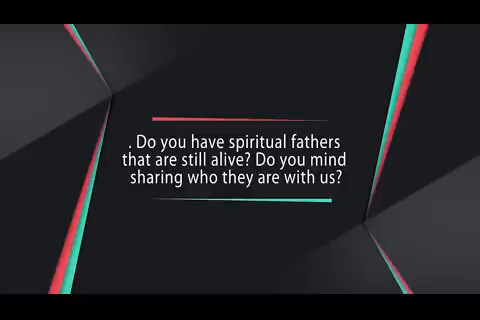 . Do you have spiritual fathers
that are still alive? Do you mind
sharing who they are with us?